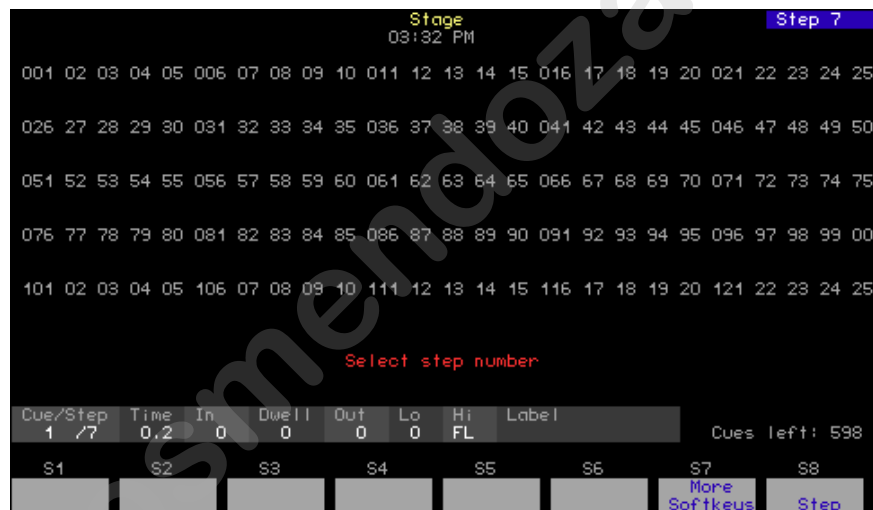 Stage
Step 7
03:32 PM
001 02 03 04 05 006 07 08 09 10 011 12 13 14 15 016 17 18 19 20 021 22 23 24 25
026 27 28 29 30 031 32 33 34 35 036 37 38 39 40 041 42 43 44 45 046 47 48 49 50
051 52 53 54 55 056 57 58 59 60 061 62 63 64 65 066 67 68 69 70 071 72 73 74 75
076 77 78 79 80 081 82 83 84 85 086 87 88 89 90 091 92 93 94 95 096 97 98 99 00
101 02 03 04 05 106 07 08 09 10 111 12 13 14 15 116 17 18 19 20 121 22 23 24 25
Select step number
Cue/Step Time In Dwell Out Lo Hi Label
1 /7 0.2 0 0 0 0 FL Cues left: 598
S1 S2 S3 S4 S5 S6 S7 S8
More
Softkeys Step